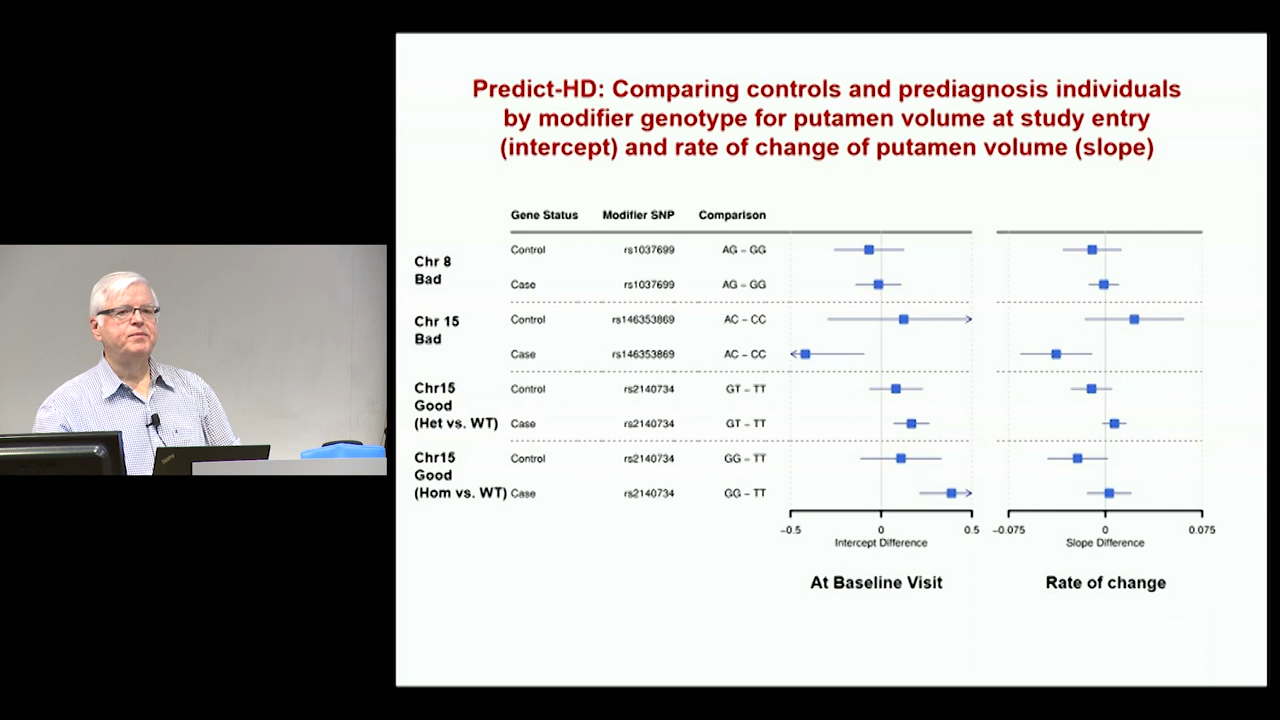 Predict-HD: Comparing controls and prediagnosis individuals
by modifier genotype for putamen volume at study entry
(intercept) and rate of change of putamen volume (slope)
Gene Status Modifier SNP Comparison
Chr 8
Bad
Control rs1037699 AG – GG
Case rs1037699 AG – GG
Chr 15
Bad
Control rs146353869 AC – CC
Case rs146353869 AC – CC
Chr15
Good
(Het vs. WT)
Control rs2140734 GT – TT
Case rs2140734 GT – TT
Chr15
Good
(Hom vs. WT)
Control rs2140734 GG – TT
Case rs2140734 GG – TT
−0.5 0 0.5
Intercept Difference
−0.075 0 0.075
Slope Difference
At Baseline Visit
Rate of change